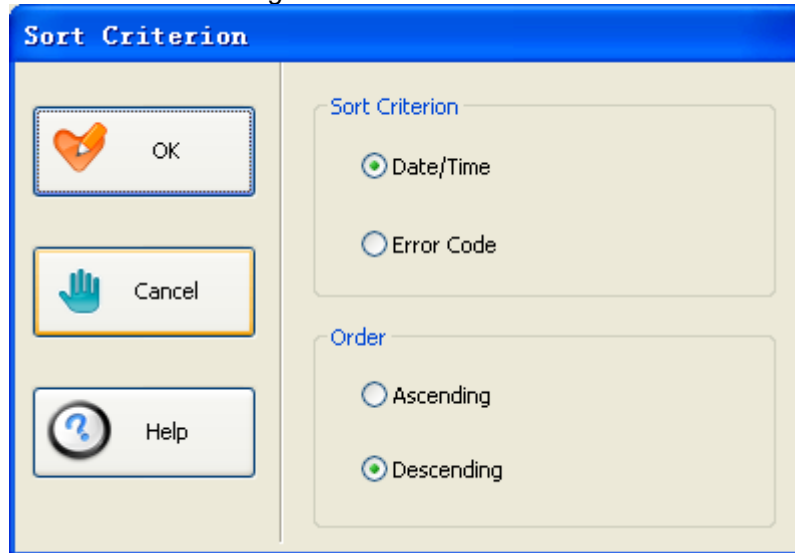 Sort Criterion
OK
Cancel
Help
Sort Criterion
Date/Time
Error Code
Order
Ascending
Descending